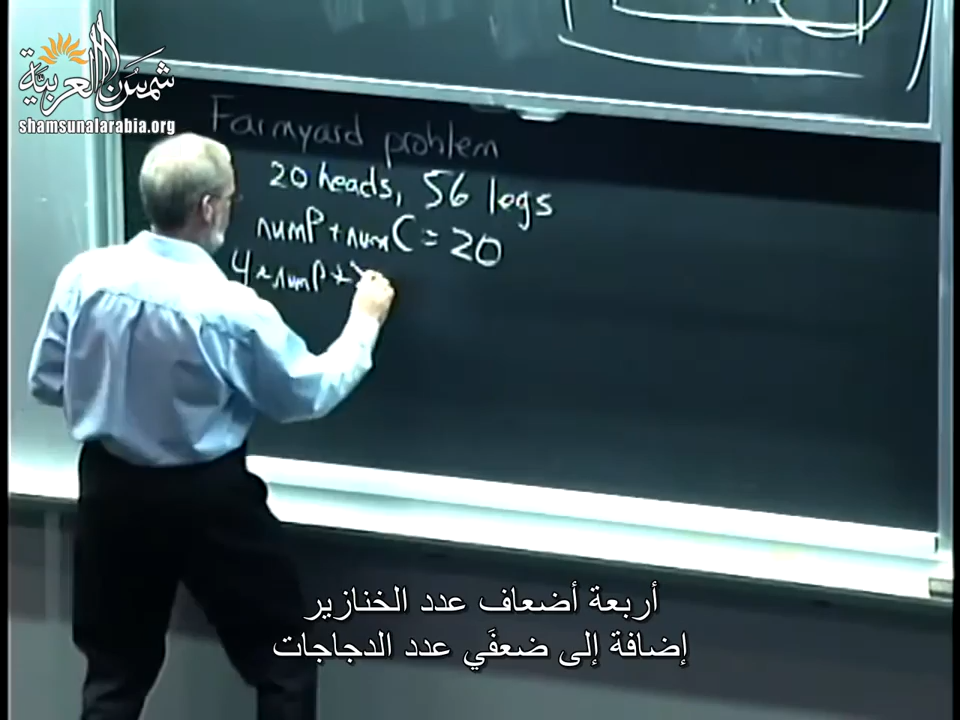 شمس العربية
shamsunalarabia.org
Farmyard problem
20 heads, 56 legs
numP + numC = 20
4 * numP +
أربعة أضعاف عدد الخنازير
إضافة إلى ضعفَي عدد الدجاجات